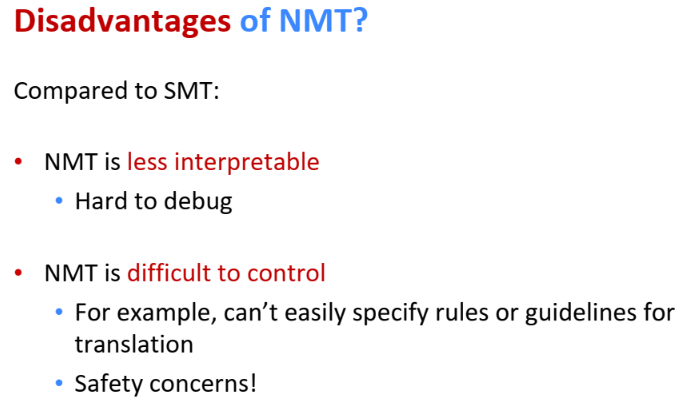 Disadvantages of NMT?
Compared to SMT:
• NMT is less interpretable
• Hard to debug
• NMT is difficult to control
• For example, can’t easily specify rules or guidelines for
translation
• Safety concerns!